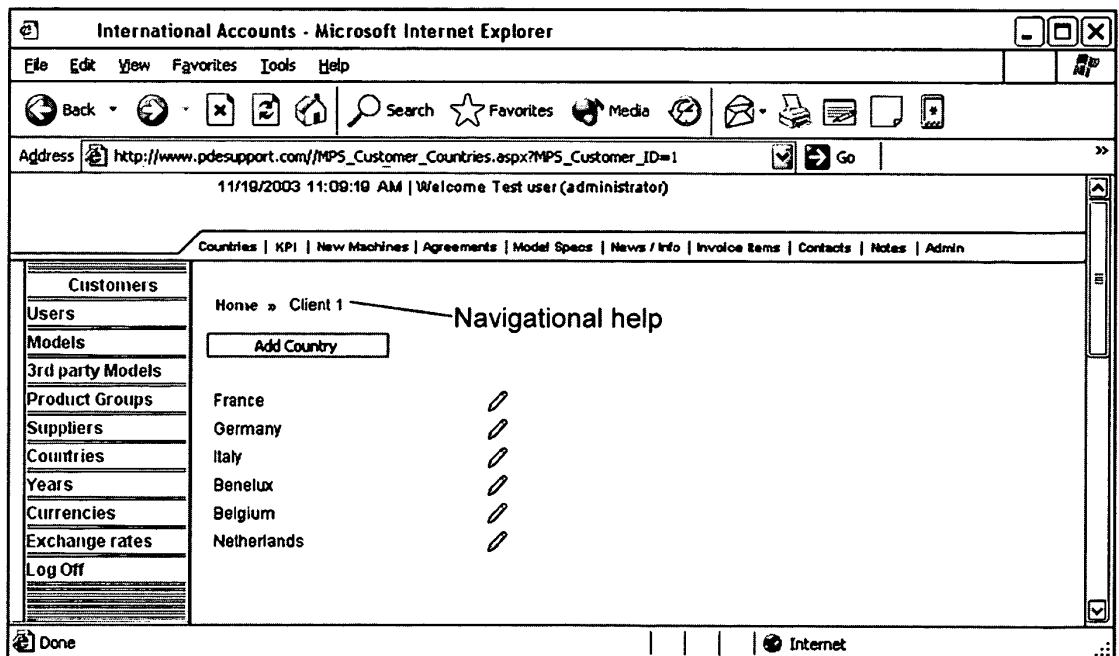 International Accounts - Microsoft Internet Explorer
File Edit View Favorites Tools Help
Back Search Favorites Media
Address http://www.pdesupport.com//MPS_Customer_Countries.aspx?MPS_Customer_ID=1 Go »
11/19/2003 11:09:19 AM | Welcome Test user (administrator)
Countries | KPI | New Machines | Agreements | Model Specs | News / Info | Invoice Items | Contacts | Notes | Admin
Customers
Users
Models
3rd party Models
Product Groups
Suppliers
Countries
Years
Currencies
Exchange rates
Log Off
Home » Client 1
Navigational help
Add Country
France
Germany
Italy
Benelux
Belgium
Netherlands
Done Internet